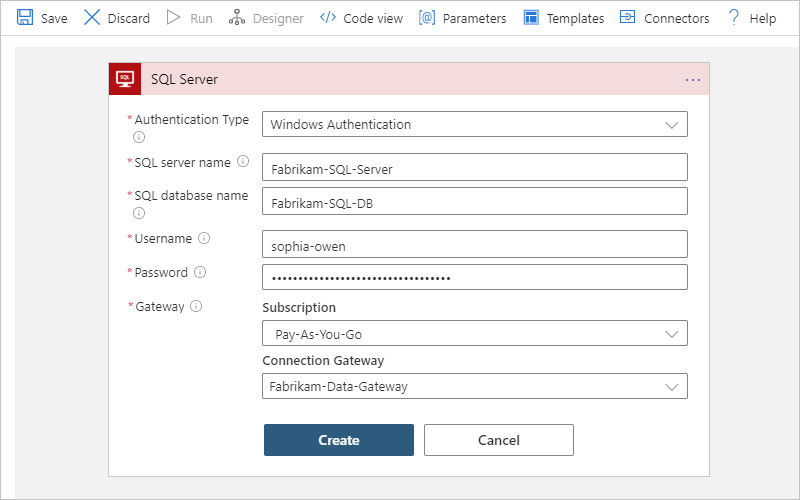 Save Discard Run Designer Code view [@] Parameters Templates Connectors ? Help
SQL SQL Server ...
*Authentication Type Windows Authentication
*SQL server name Fabrikam-SQL-Server
*SQL database name Fabrikam-SQL-DB
*Username sophia-owen
*Password ••••••••••••••••••••••••••••••••••
*Gateway Subscription
Pay-As-You-Go
Connection Gateway
Fabrikam-Data-Gateway
Create Cancel